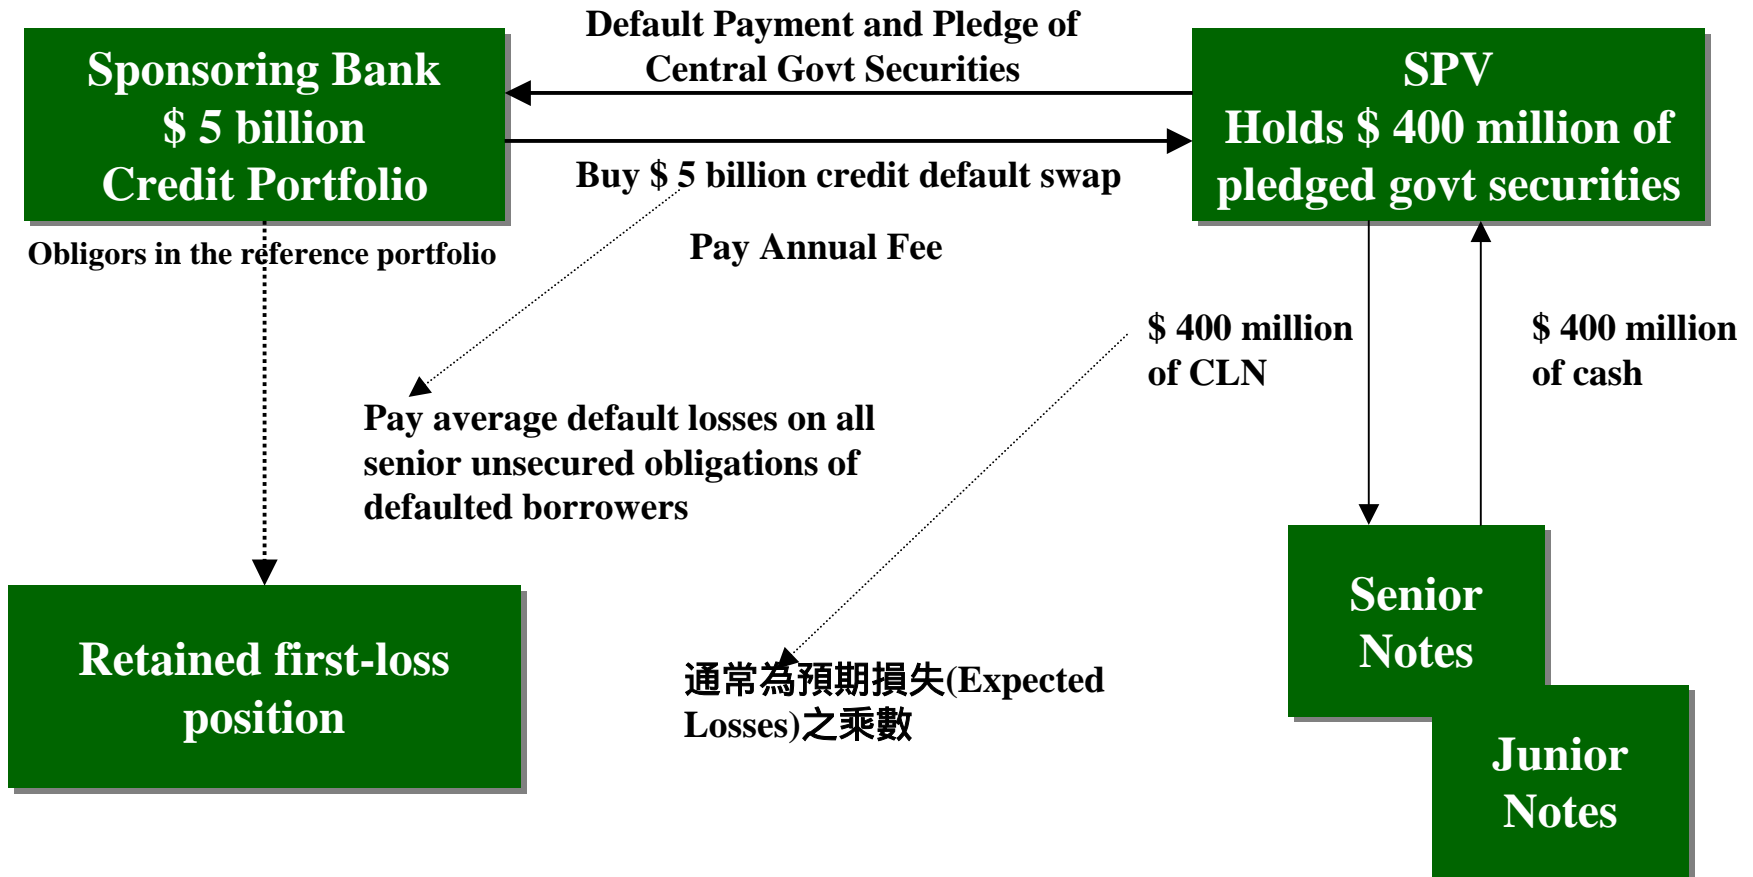 Default Payment and Pledge of
Central Govt Securities
Sponsoring Bank
$ 5 billion
Credit Portfolio
SPV
Holds $ 400 million of
pledged govt securities
Buy $ 5 billion credit default swap
Pay Annual Fee
Obligors in the reference portfolio
$ 400 million
of CLN
$ 400 million
of cash
Pay average default losses on all
senior unsecured obligations of
defaulted borrowers
Retained first-loss
position
通常為預期損失(Expected
Losses)之乘數
Senior
Notes
Junior
Notes